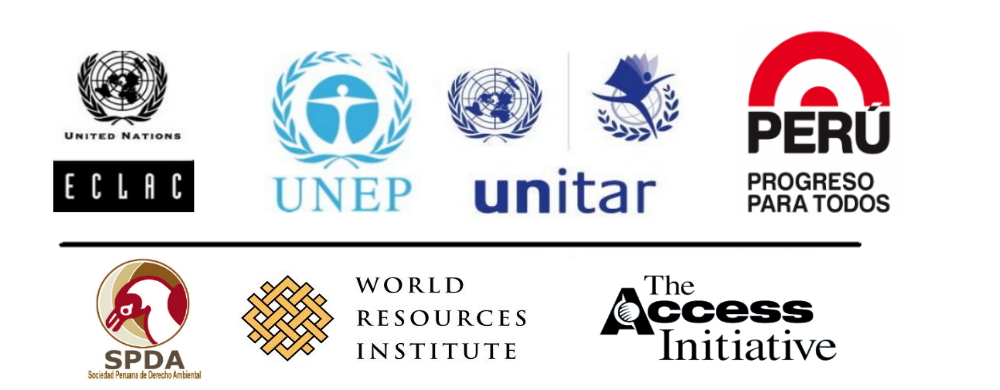 UNITED NATIONS
ECLAC
UNEP
unitar
PERÚ
PROGRESO
PARA TODOS
SPDA
Sociedad Peruana de Derecho Ambiental
WORLD
RESOURCES
INSTITUTE
The
Access
Initiative